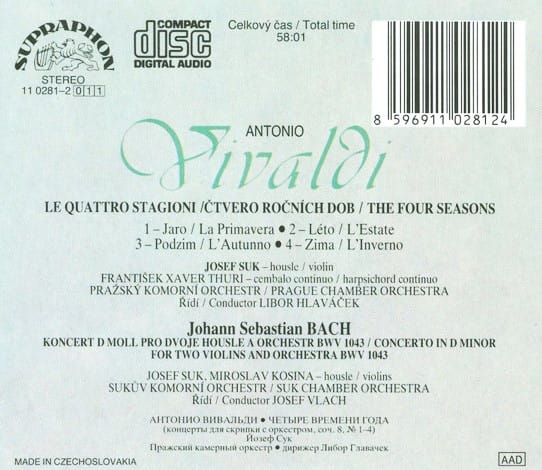 SUPRAPHON
STEREO
11 0281-2 011
COMPACT
disc
DIGITAL AUDIO
Celkový čas / Total time
58:01
8 596911 028124
ANTONIO
Vivaldi
LE QUATTRO STAGIONI /ČTVERO ROČNÍCH DOB / THE FOUR SEASONS
1 – Jaro / La Primavera ● 2 – Léto / L'Estate
3 – Podzim / L'Autunno ● 4 – Zima / L'Inverno
JOSEF SUK – housle / violin
FRANTIŠEK XAVER THURI – cembalo continuo / harpsichord continuo
PRAŽSKÝ KOMORNÍ ORCHESTR / PRAGUE CHAMBER ORCHESTRA
Řídí / Conductor LIBOR HLAVÁČEK
Johann Sebastian BACH
KONCERT D MOLL PRO DVOJE HOUSLE A ORCHESTR BWV 1043 / CONCERTO IN D MINOR
FOR TWO VIOLINS AND ORCHESTRA BWV 1043
JOSEF SUK, MIROSLAV KOSINA – housle / violins
SUKŮV KOMORNÍ ORCHESTR / SUK CHAMBER ORCHESTRA
Řídí / Conductor JOSEF VLACH
АНТОНИО ВИВАЛЬДИ ● ЧЕТЫРЕ ВРЕМЕНИ ГОДА
(концерты для скрипки с оркестром, соч. 8, № 1–4)
Йозеф Сук
Пражский камерный оркестр ● дирижер Либор Главачек
MADE IN CZECHOSLOVAKIA
AAD